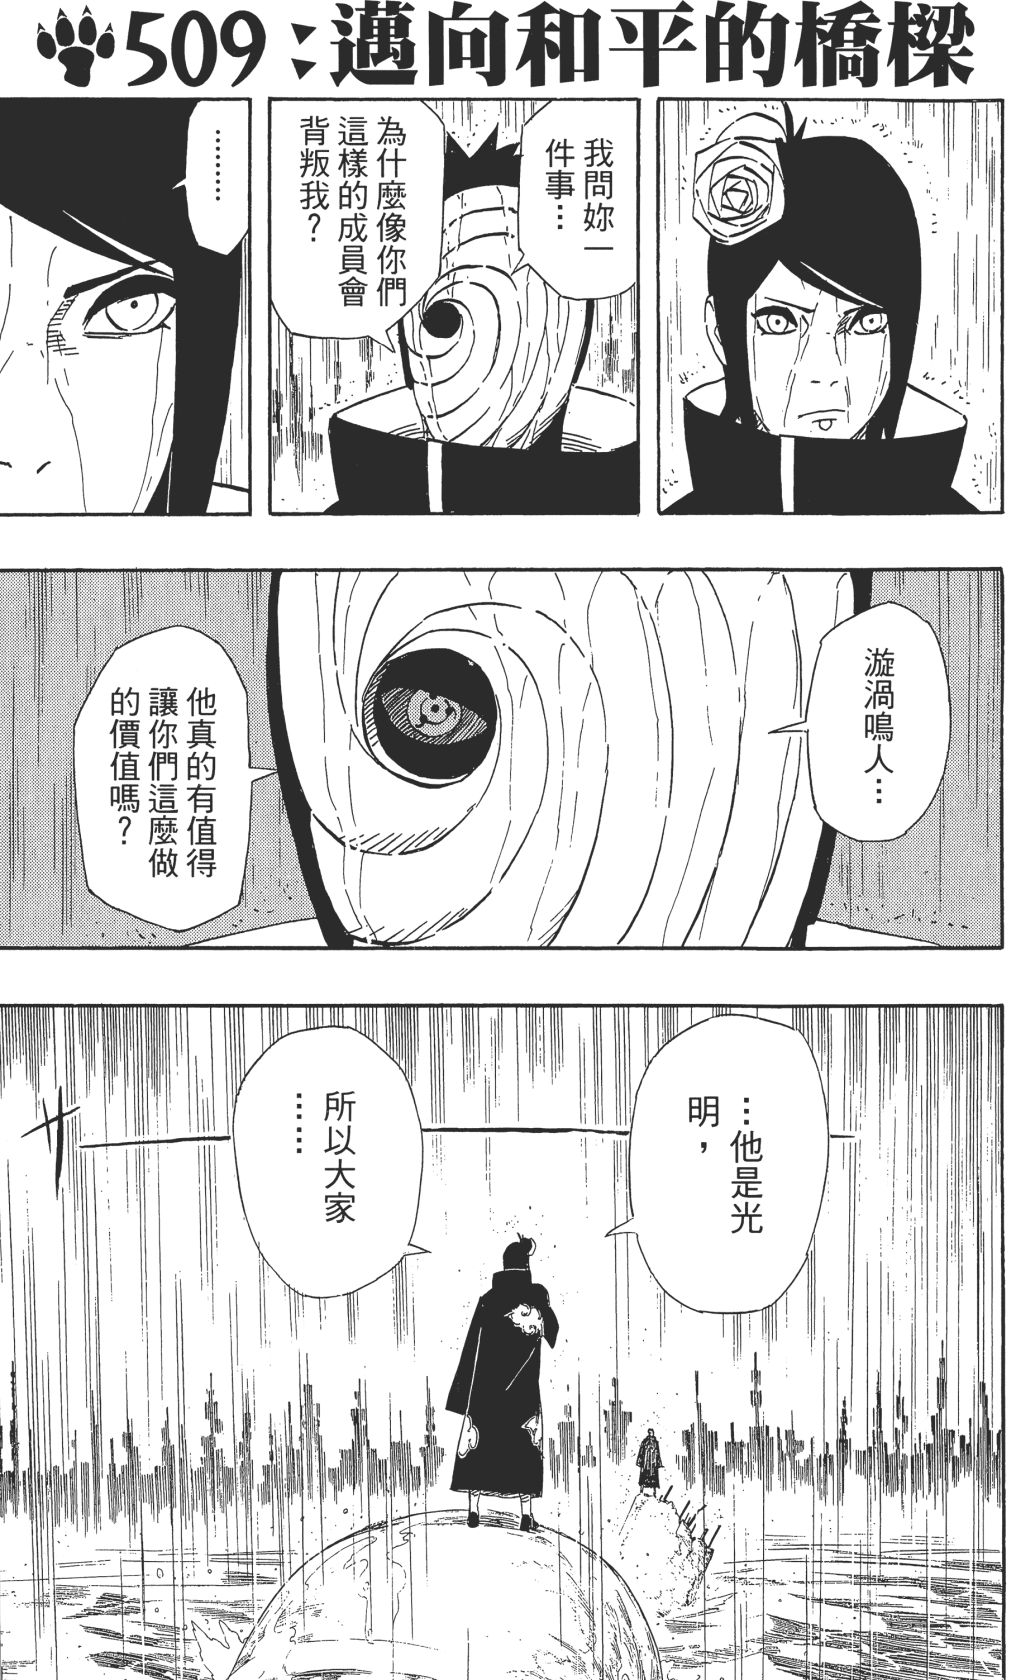 509：邁向和平的橋樑
我問妳一
件事…
為什麼像你們
這樣的成員會
背叛我？
………
漩渦鳴人…
他真的有值得
讓你們這麼做
的價值嗎？
…他是光
明，
所以大家
……